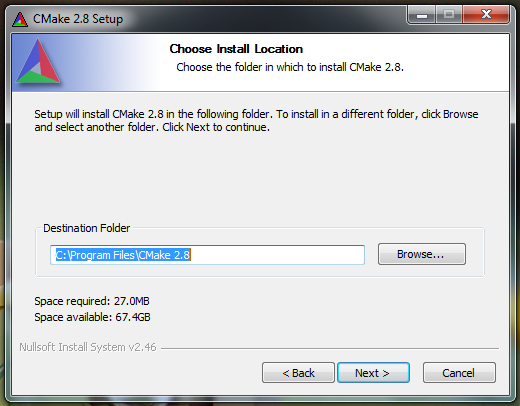 CMake 2.8 Setup
Choose Install Location
Choose the folder in which to install CMake 2.8.
Setup will install CMake 2.8 in the following folder. To install in a different folder, click Browse
and select another folder. Click Next to continue.
Destination Folder
C:\Program Files\CMake 2.8
Browse...
Space required: 27.0MB
Space available: 67.4GB
Nullsoft Install System v2.46
< Back
Next >
Cancel